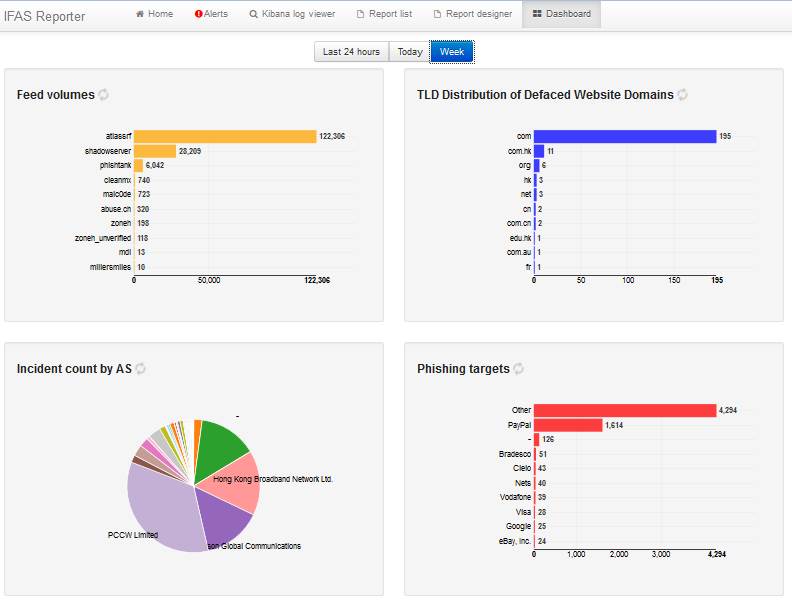 IFAS Reporter
Home
Alerts
Kibana log viewer
Report list
Report designer
Dashboard
Last 24 hours
Today
Week
Feed volumes
atlassrf 122,306
shadowserver 28,209
phishtank 6,042
cleanmx 740
malc0de 723
abuse.ch 320
zoneh 198
zoneh_unverified 118
mdl 13
millersmiles 10
0 50,000 122,306
TLD Distribution of Defaced Website Domains
com 195
com.hk 11
org 6
hk 3
net 3
cn 2
com.cn 2
edu.hk 1
com.au 1
fr 1
0 50 100 150 195
Incident count by AS
-
Hong Kong Broadband Network Ltd.
PCCW Limited
son Global Communications
Phishing targets
Other 4,294
PayPal 1,614
- 126
Bradesco 51
Cielo 43
Nets 40
Vodafone 39
Visa 28
Google 25
eBay, Inc. 24
0 1,000 2,000 3,000 4,294